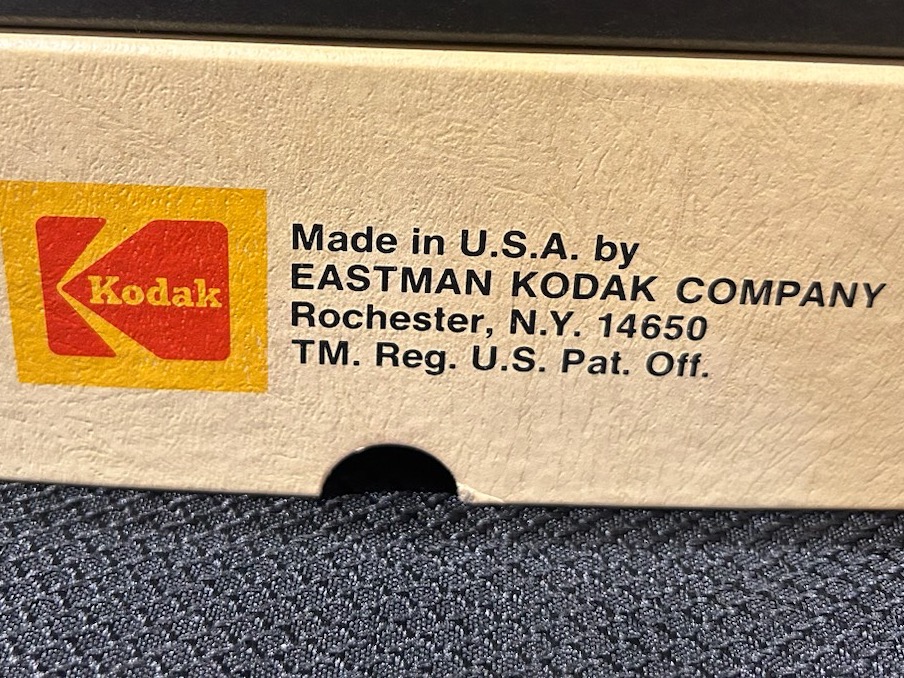 Kodak
Made in U.S.A. by
EASTMAN KODAK COMPANY
Rochester, N.Y. 14650
TM. Reg. U.S. Pat. Off.